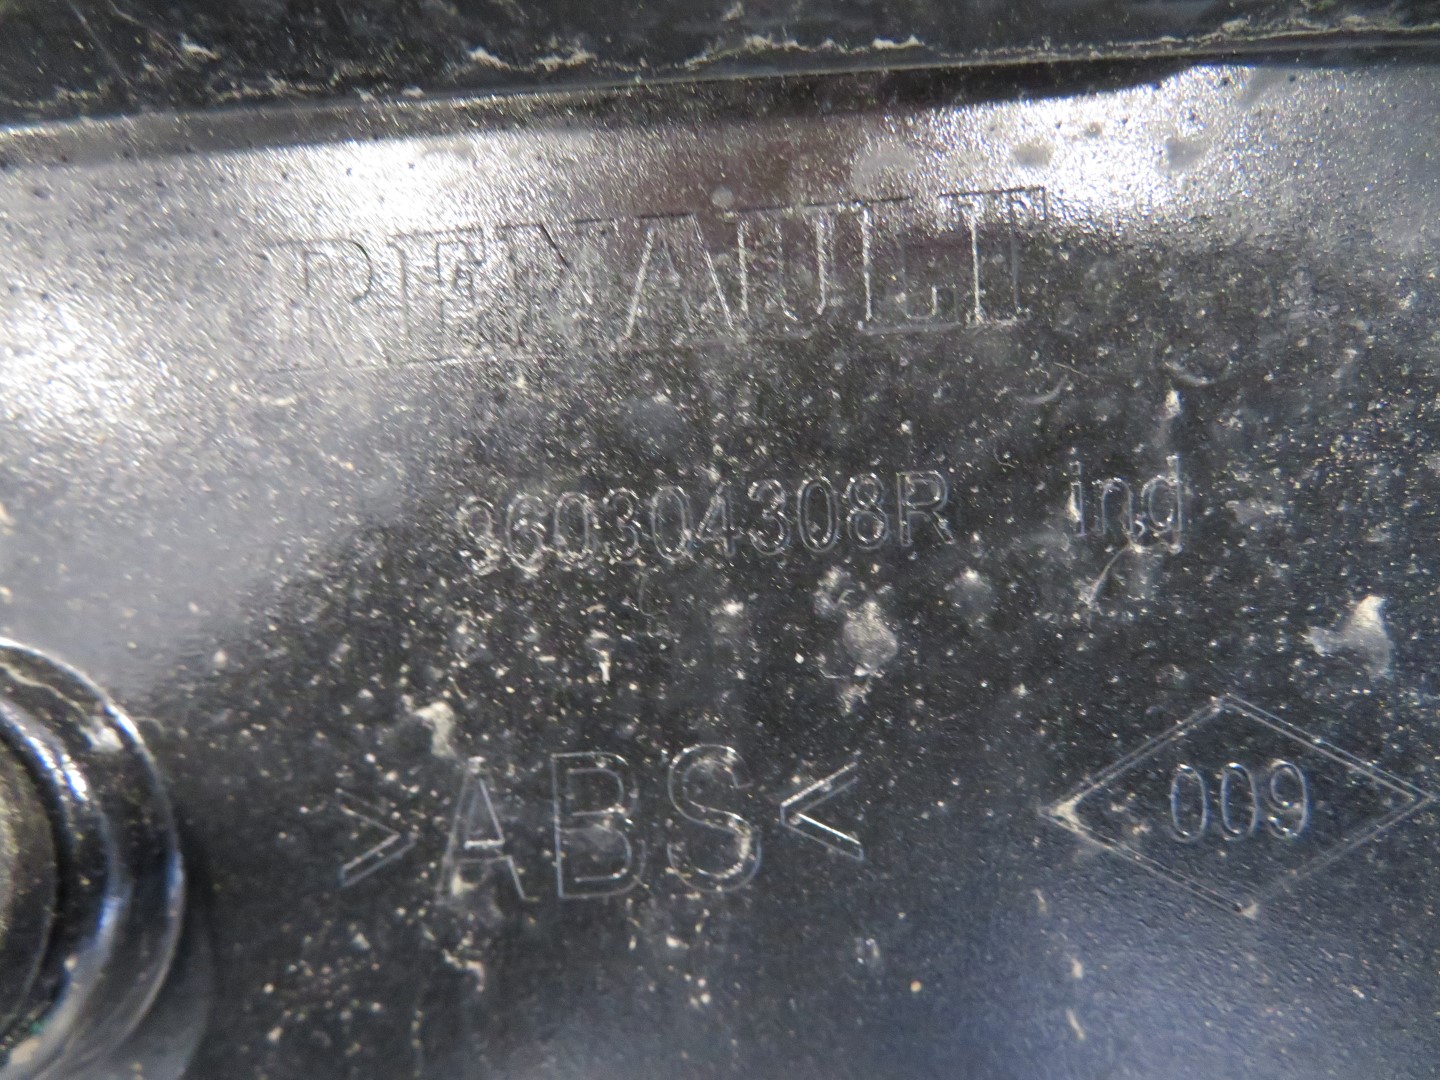 RENAULT
960304308R ind
>ABS<
009